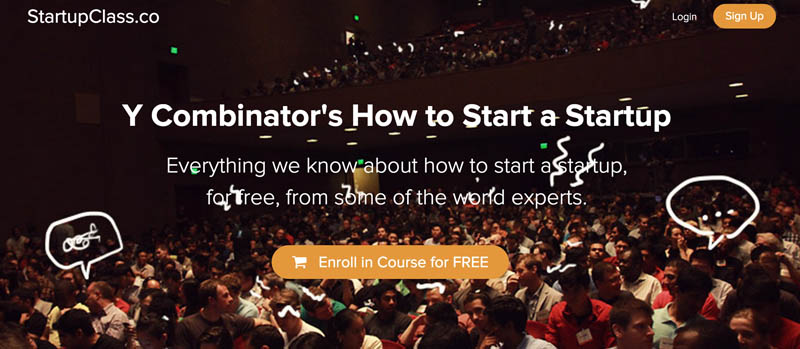 StartupClass.co
Login
Sign Up
Y Combinator's How to Start a Startup
Everything we know about how to start a startup,
for free, from some of the world experts.
Enroll in Course for FREE